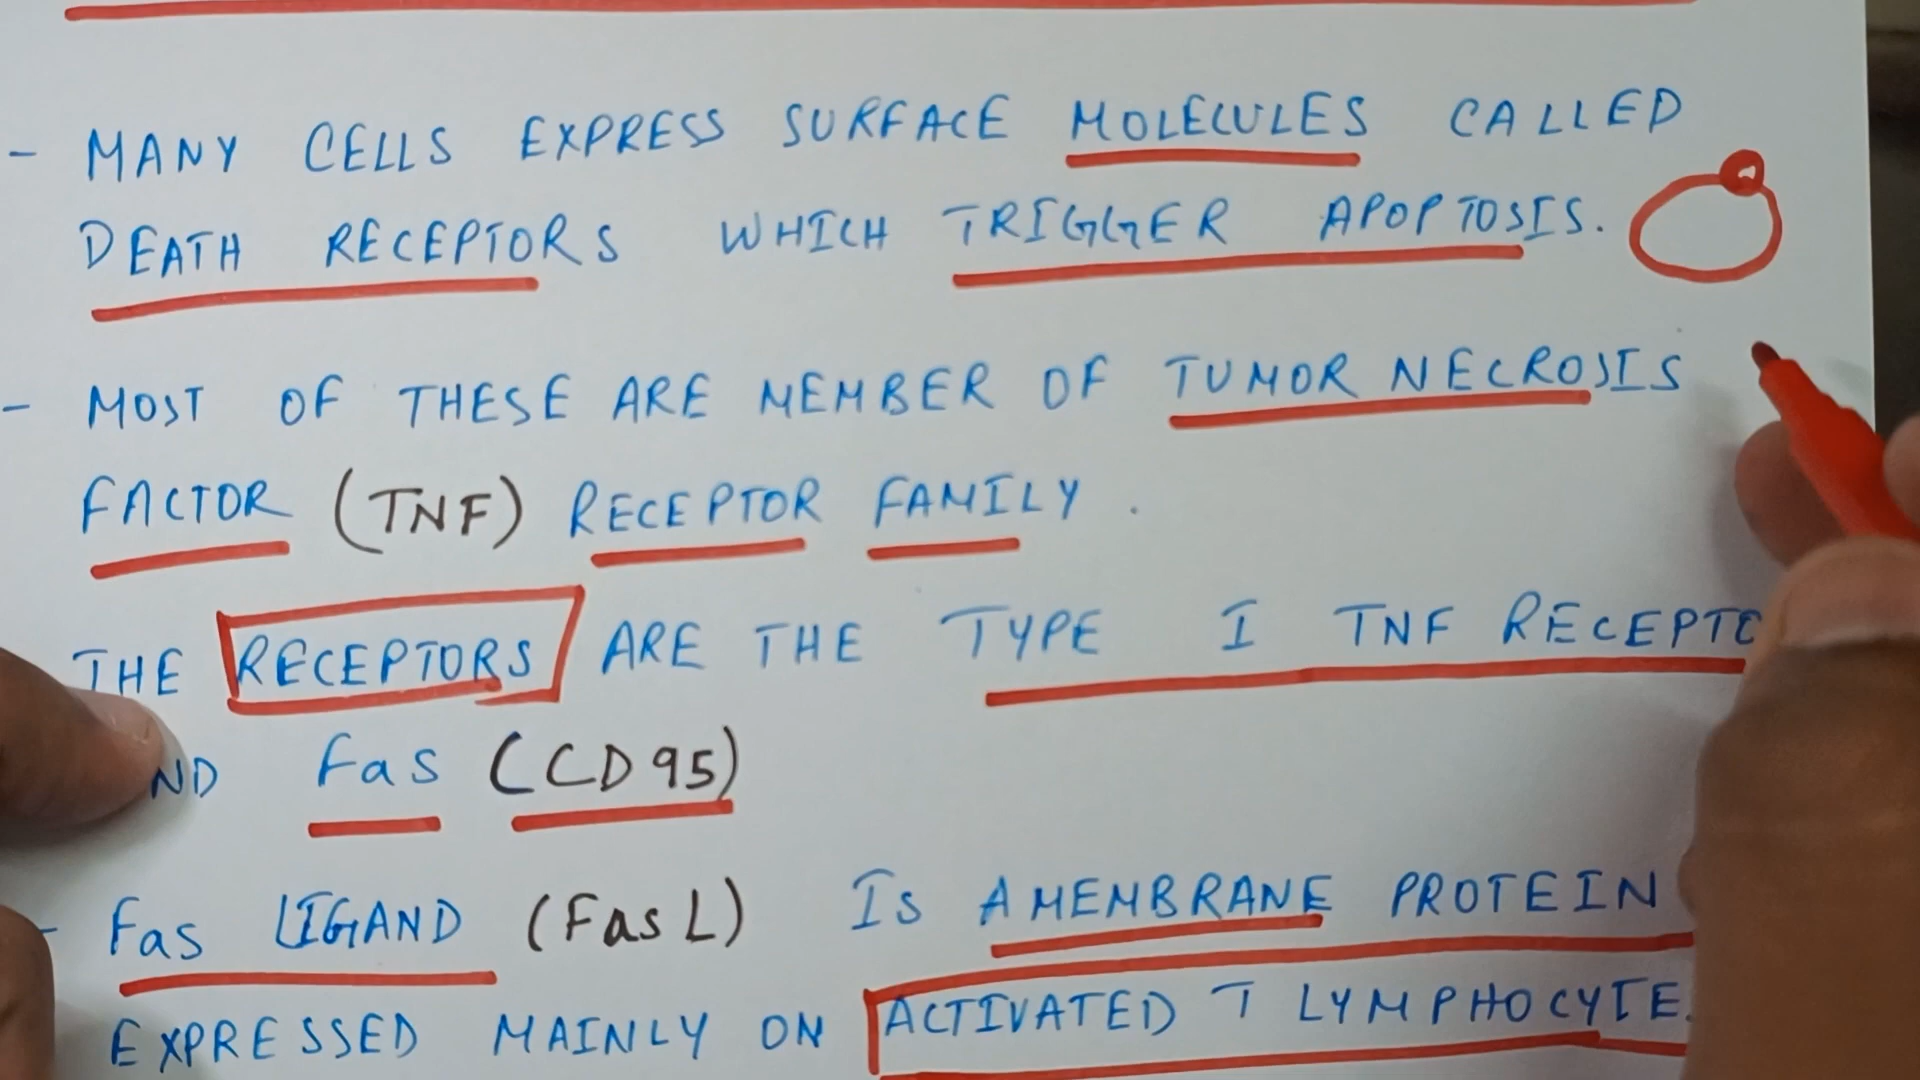 - MANY CELLS EXPRESS SURFACE MOLECULES CALLED
DEATH RECEPTORS WHICH TRIGGER APOPTOSIS.
- MOST OF THESE ARE MEMBER OF TUMOR NECROSIS
FACTOR (TNF) RECEPTOR FAMILY.
THE RECEPTORS ARE THE TYPE I TNF RECEPTO
ND Fas (CD95)
- Fas LIGAND (FasL) IS A MEMBRANE PROTEIN
EXPRESSED MAINLY ON ACTIVATED T LYMPHOCYTE.